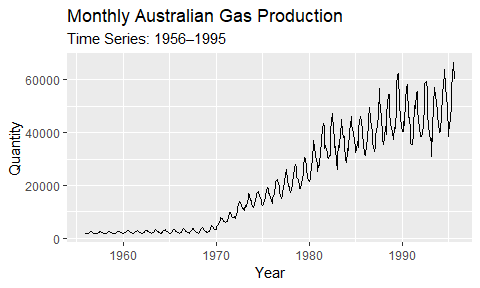 Monthly Australian Gas Production
Time Series: 1956–1995
60000
40000
20000
0
Quantity
1960 1970 1980 1990
Year